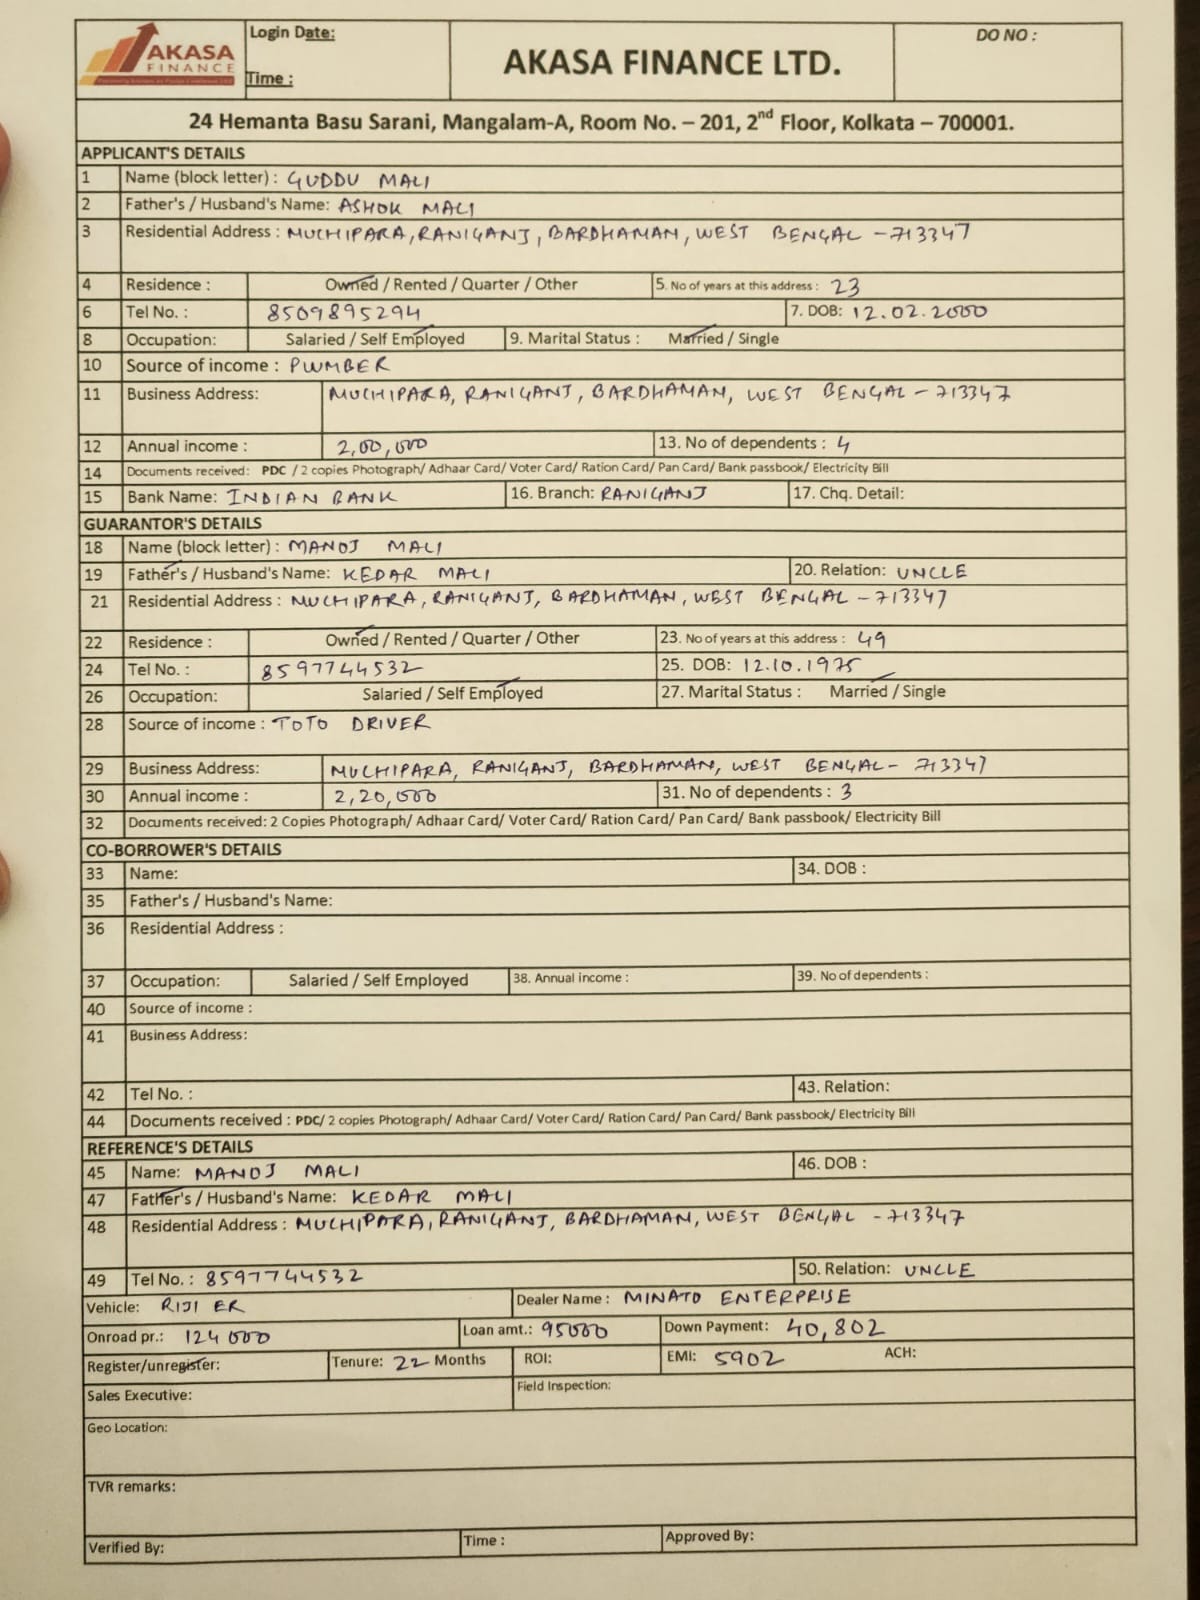 AKASA
FINANCE
Login Date:
Time :
AKASA FINANCE LTD.
DO NO :
24 Hemanta Basu Sarani, Mangalam-A, Room No. – 201, 2nd Floor, Kolkata – 700001.
APPLICANT'S DETAILS
1 Name (block letter) : GUDDU MALI
2 Father's / Husband's Name: ASHOK MALI
3 Residential Address : MUCHIPARA, RANIGANJ, BARDHAMAN, WEST BENGAL - 713347
4 Residence : Owned / Rented / Quarter / Other 5. No of years at this address : 23
6 Tel No. : 8509895294 7. DOB: 12.02.2000
8 Occupation: Salaried / Self Employed 9. Marital Status : Married / Single
10 Source of income : PLUMBER
11 Business Address: MUCHIPARA, RANIGANJ, BARDHAMAN, WEST BENGAL - 713347
12 Annual income : 2,00,000 13. No of dependents : 4
14 Documents received: PDC / 2 copies Photograph/ Adhaar Card/ Voter Card/ Ration Card/ Pan Card/ Bank passbook/ Electricity Bill
15 Bank Name: INDIAN BANK 16. Branch: RANIGANJ 17. Chq. Detail:
GUARANTOR'S DETAILS
18 Name (block letter) : MANOJ MALI
19 Father's / Husband's Name: KEDAR MALI 20. Relation: UNCLE
21 Residential Address : MUCHIPARA, RANIGANJ, BARDHAMAN, WEST BENGAL - 713347
22 Residence : Owned / Rented / Quarter / Other 23. No of years at this address : 49
24 Tel No. : 8597744532 25. DOB: 12.10.1975
26 Occupation: Salaried / Self Employed 27. Marital Status : Married / Single
28 Source of income : TOTO DRIVER
29 Business Address: MUCHIPARA, RANIGANJ, BARDHAMAN, WEST BENGAL - 713347
30 Annual income : 2,20,000 31. No of dependents : 3
32 Documents received: 2 Copies Photograph/ Adhaar Card/ Voter Card/ Ration Card/ Pan Card/ Bank passbook/ Electricity Bill
CO-BORROWER'S DETAILS
33 Name: 34. DOB :
35 Father's / Husband's Name:
36 Residential Address :
37 Occupation: Salaried / Self Employed 38. Annual income : 39. No of dependents :
40 Source of income :
41 Business Address:
42 Tel No. : 43. Relation:
44 Documents received : PDC/ 2 copies Photograph/ Adhaar Card/ Voter Card/ Ration Card/ Pan Card/ Bank passbook/ Electricity Bill
REFERENCE'S DETAILS
45 Name: MANOJ MALI 46. DOB :
47 Father's / Husband's Name: KEDAR MALI
48 Residential Address : MUCHIPARA, RANIGANJ, BARDHAMAN, WEST BENGAL - 713347
49 Tel No. : 8597744532 50. Relation: UNCLE
Vehicle: RIJI ER Dealer Name : MINATO ENTERPRISE
Onroad pr.: 124000 Loan amt.: 95000 Down Payment: 40,802
Register/unregister: Tenure: 22 Months ROI: EMI: 5902 ACH:
Sales Executive: Field Inspection:
Geo Location:
TVR remarks:
Verified By: Time : Approved By: